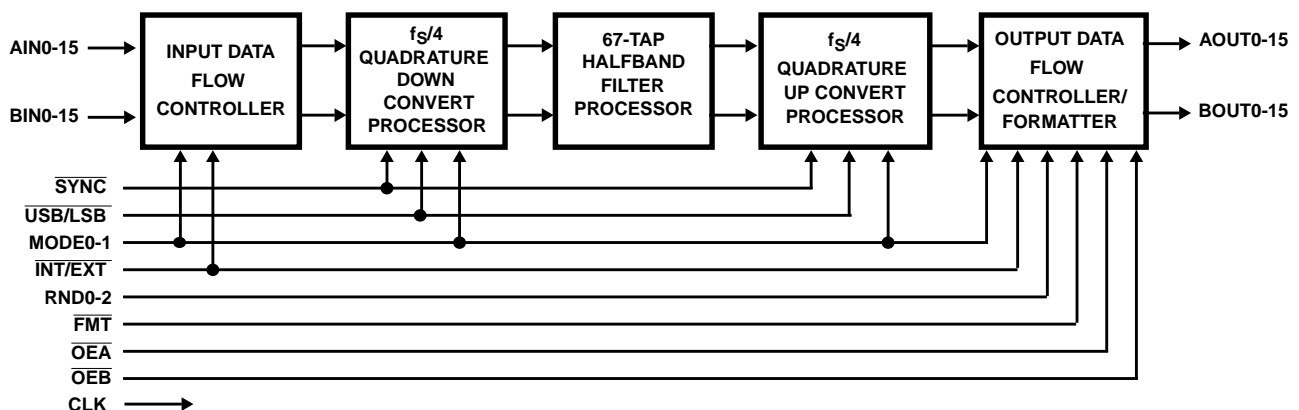 AIN0-15
BIN0-15
INPUT DATA
FLOW
CONTROLLER
fS/4
QUADRATURE
DOWN
CONVERT
PROCESSOR
67-TAP
HALFBAND
FILTER
PROCESSOR
fS/4
QUADRATURE
UP CONVERT
PROCESSOR
OUTPUT DATA
FLOW
CONTROLLER/
FORMATTER
AOUT0-15
BOUT0-15
SYNC
USB/LSB
MODE0-1
INT/EXT
RND0-2
FMT
OEA
OEB
CLK